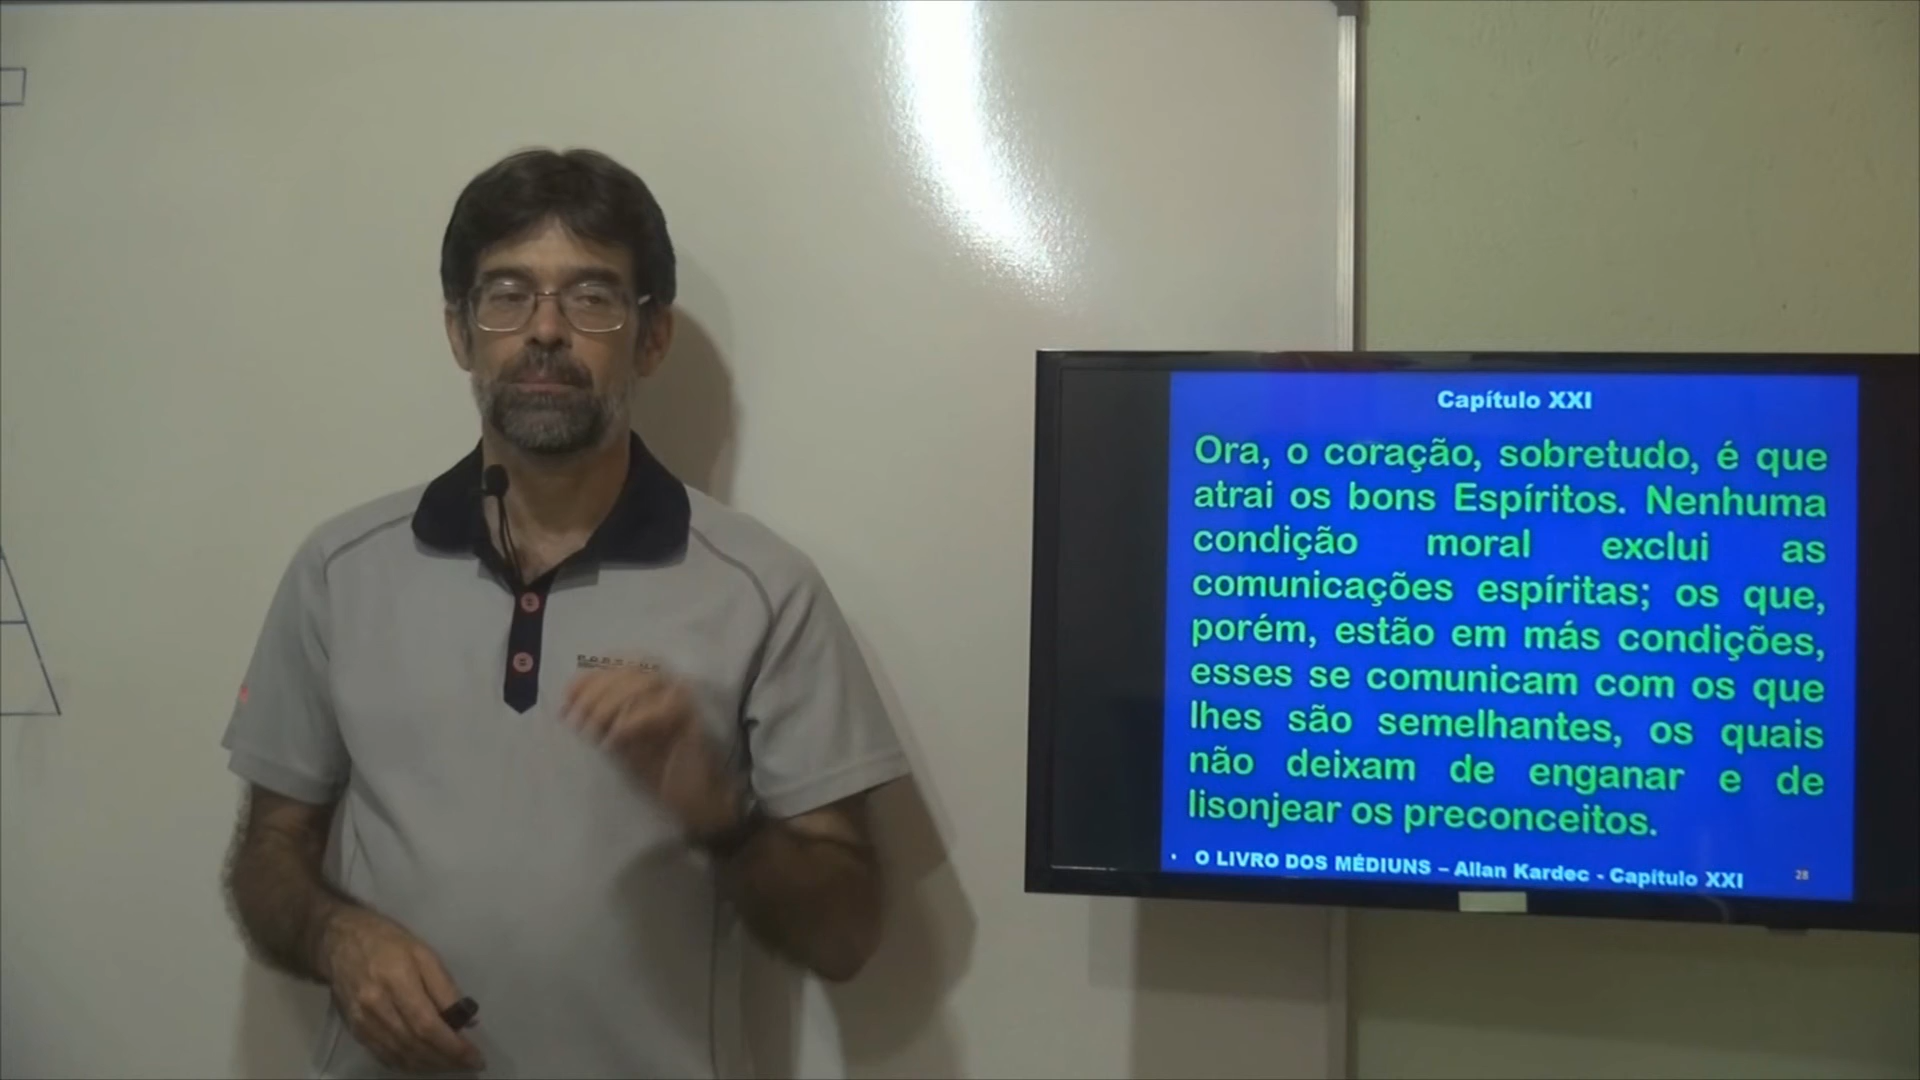 Capítulo XXI
Ora, o coração, sobretudo, é que
atrai os bons Espíritos. Nenhuma
condição moral exclui as
comunicações espíritas; os que,
porém, estão em más condições,
esses se comunicam com os que
lhes são semelhantes, os quais
não deixam de enganar e de
lisonjear os preconceitos.
• O LIVRO DOS MÉDIUNS – Allan Kardec - Capítulo XXI
28